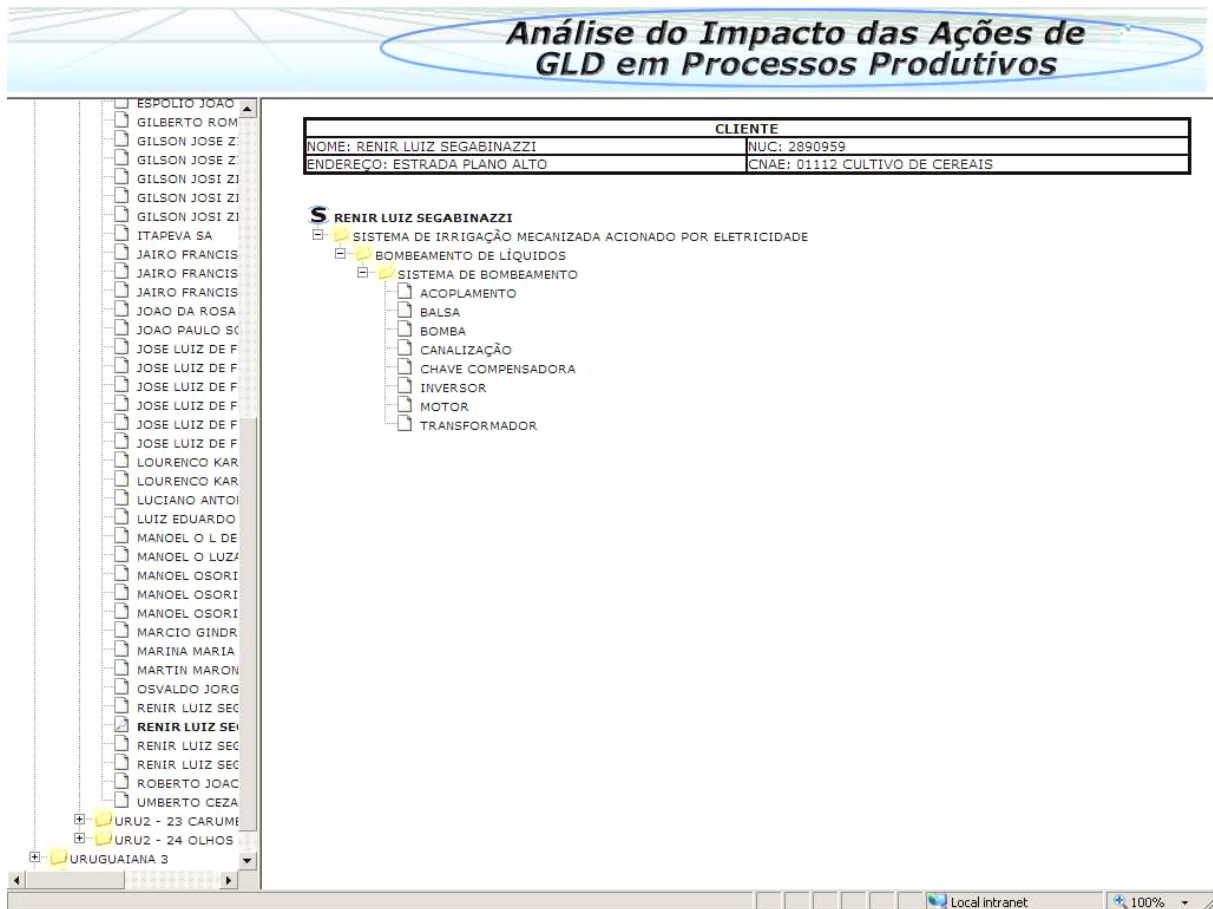 Análise do Impacto das Ações de
GLD em Processos Produtivos
ESPOLIO JOAO
GILBERTO ROM
GILSON JOSE Z
GILSON JOSE Z
GILSON JOSI ZI
GILSON JOSI ZI
GILSON JOSI ZI
ITAPEVA SA
JAIRO FRANCIS
JAIRO FRANCIS
JAIRO FRANCIS
JOAO DA ROSA
JOAO PAULO SO
JOSE LUIZ DE F
JOSE LUIZ DE F
JOSE LUIZ DE F
JOSE LUIZ DE F
JOSE LUIZ DE F
JOSE LUIZ DE F
LOURENCO KAR
LOURENCO KAR
LUCIANO ANTO
LUIZ EDUARDO
MANOEL O L DE
MANOEL O LUZA
MANOEL OSORI
MANOEL OSORI
MANOEL OSORI
MARCIO GINDR
MARINA MARIA
MARTIN MARON
OSVALDO JORG
RENIR LUIZ SEG
RENIR LUIZ SE
RENIR LUIZ SEG
RENIR LUIZ SEG
ROBERTO JOAC
UMBERTO CEZA
URU2 - 23 CARUMB
URU2 - 24 OLHOS
URUGUAIANA 3
CLIENTE
NOME: RENIR LUIZ SEGABINAZZI NUC: 2890959
ENDEREÇO: ESTRADA PLANO ALTO CNAE: 01112 CULTIVO DE CEREAIS
S RENIR LUIZ SEGABINAZZI
SISTEMA DE IRRIGAÇÃO MECANIZADA ACIONADO POR ELETRICIDADE
BOMBEAMENTO DE LÍQUIDOS
SISTEMA DE BOMBEAMENTO
ACOPLAMENTO
BALSA
BOMBA
CANALIZAÇÃO
CHAVE COMPENSADORA
INVERSOR
MOTOR
TRANSFORMADOR
Local intranet 100%